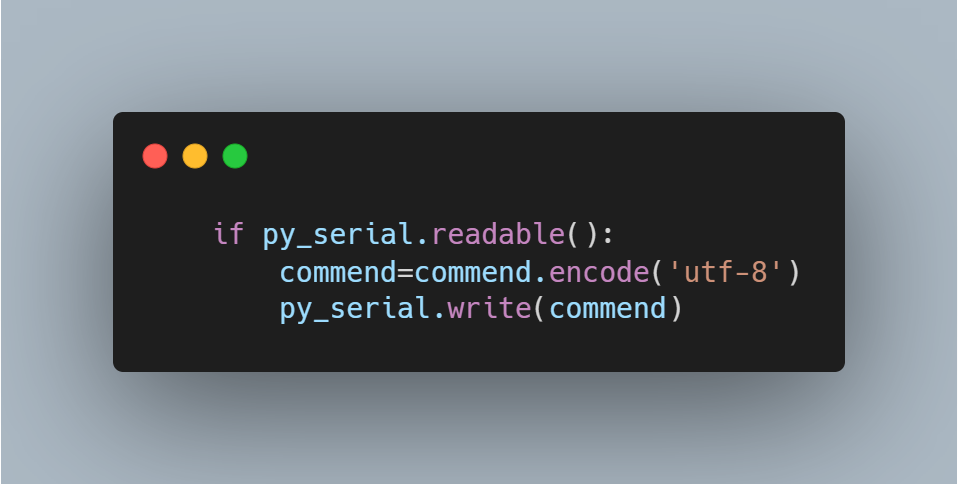 if py_serial.readable():
commend=commend.encode('utf-8')
py_serial.write(commend)